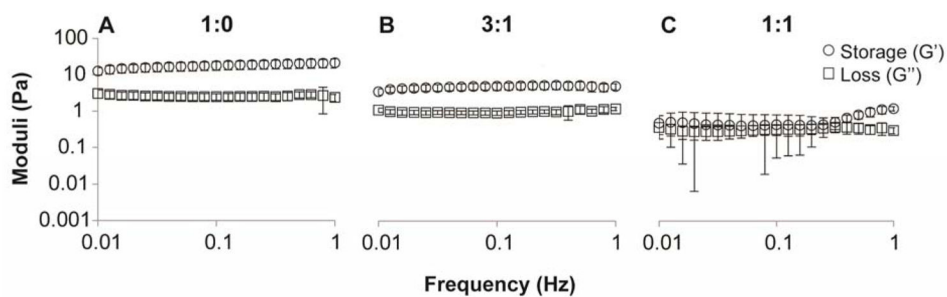 A 1:0
B 3:1
C 1:1
Storage (G')
Loss (G'')
Moduli (Pa)
100
10
1
0.1
0.01
0.001
0.01 0.1 1
0.01 0.1 1
0.01 0.1 1
Frequency (Hz)